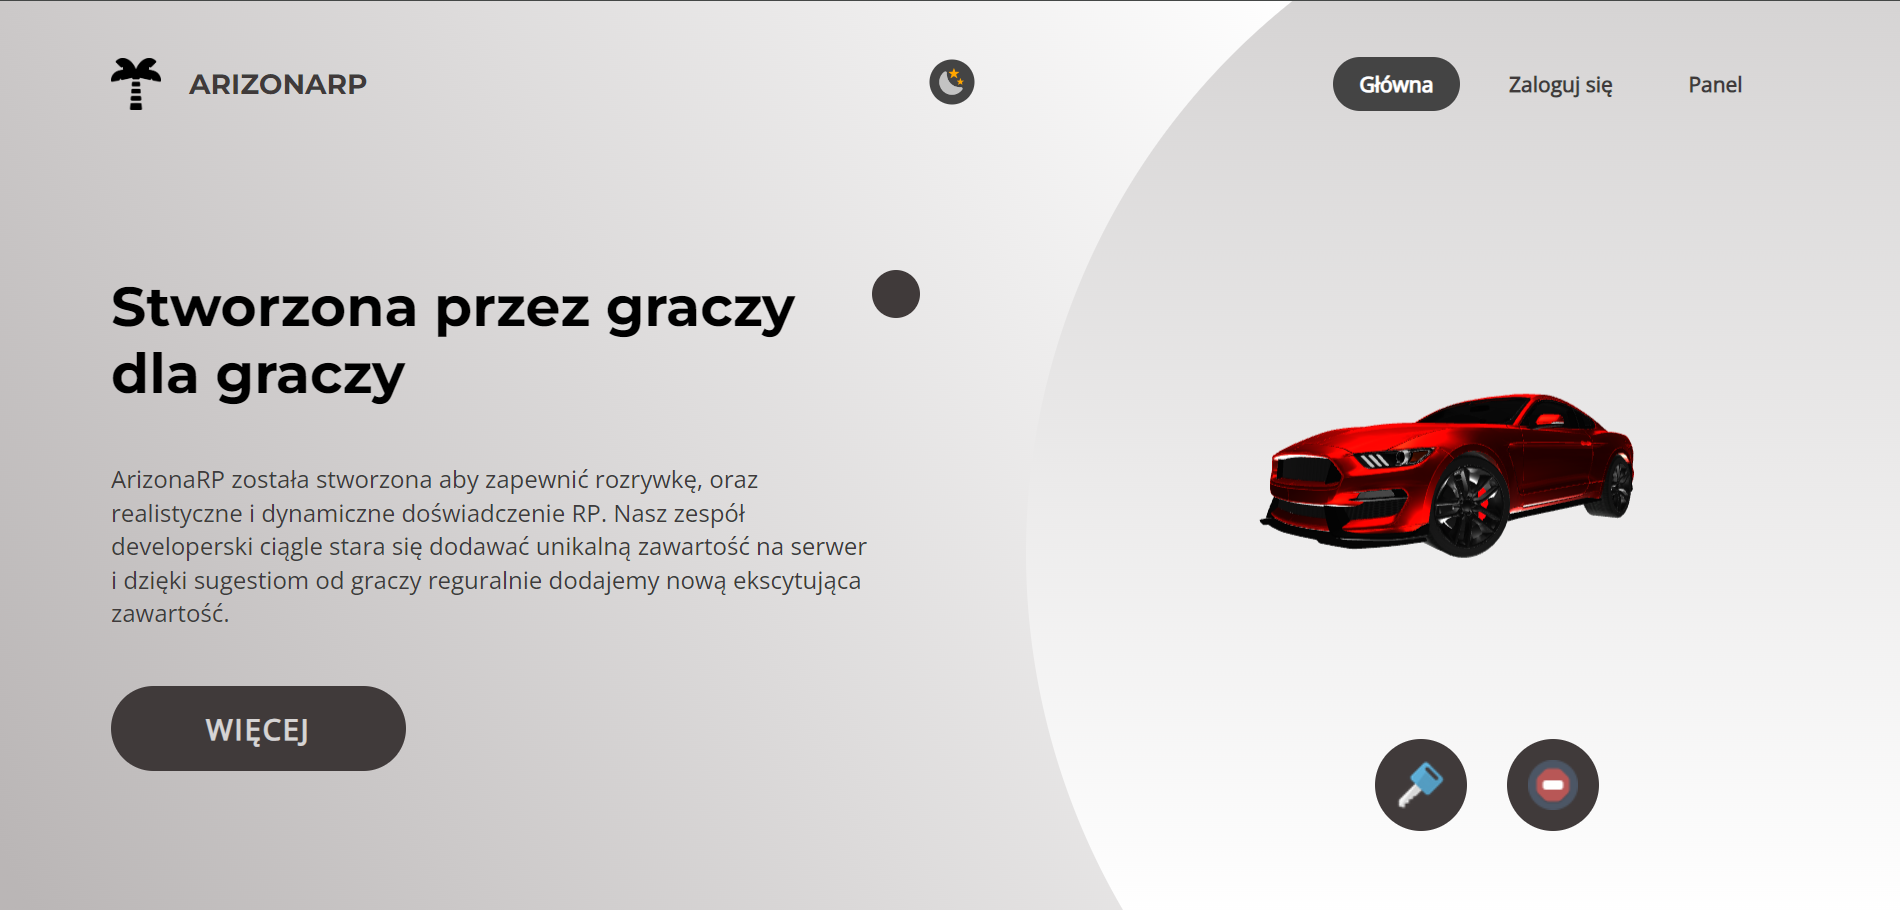 ARIZONARP
Główna
Zaloguj się
Panel
Stworzona przez graczy
dla graczy
ArizonaRP została stworzona aby zapewnić rozrywkę, oraz
realistyczne i dynamiczne doświadczenie RP. Nasz zespół
developerski ciągle stara się dodawać unikalną zawartość na serwer
i dzięki sugestiom od graczy reguralnie dodajemy nową ekscytująca
zawartość.
WIĘCEJ